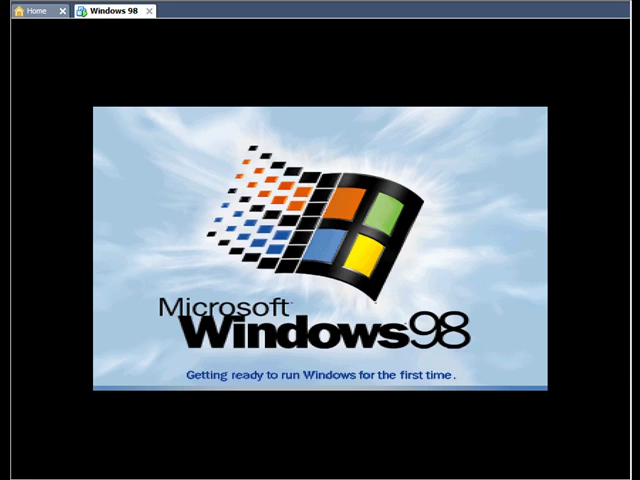 Home
Windows 98
Microsoft
Windows98
Getting ready to run Windows for the first time.